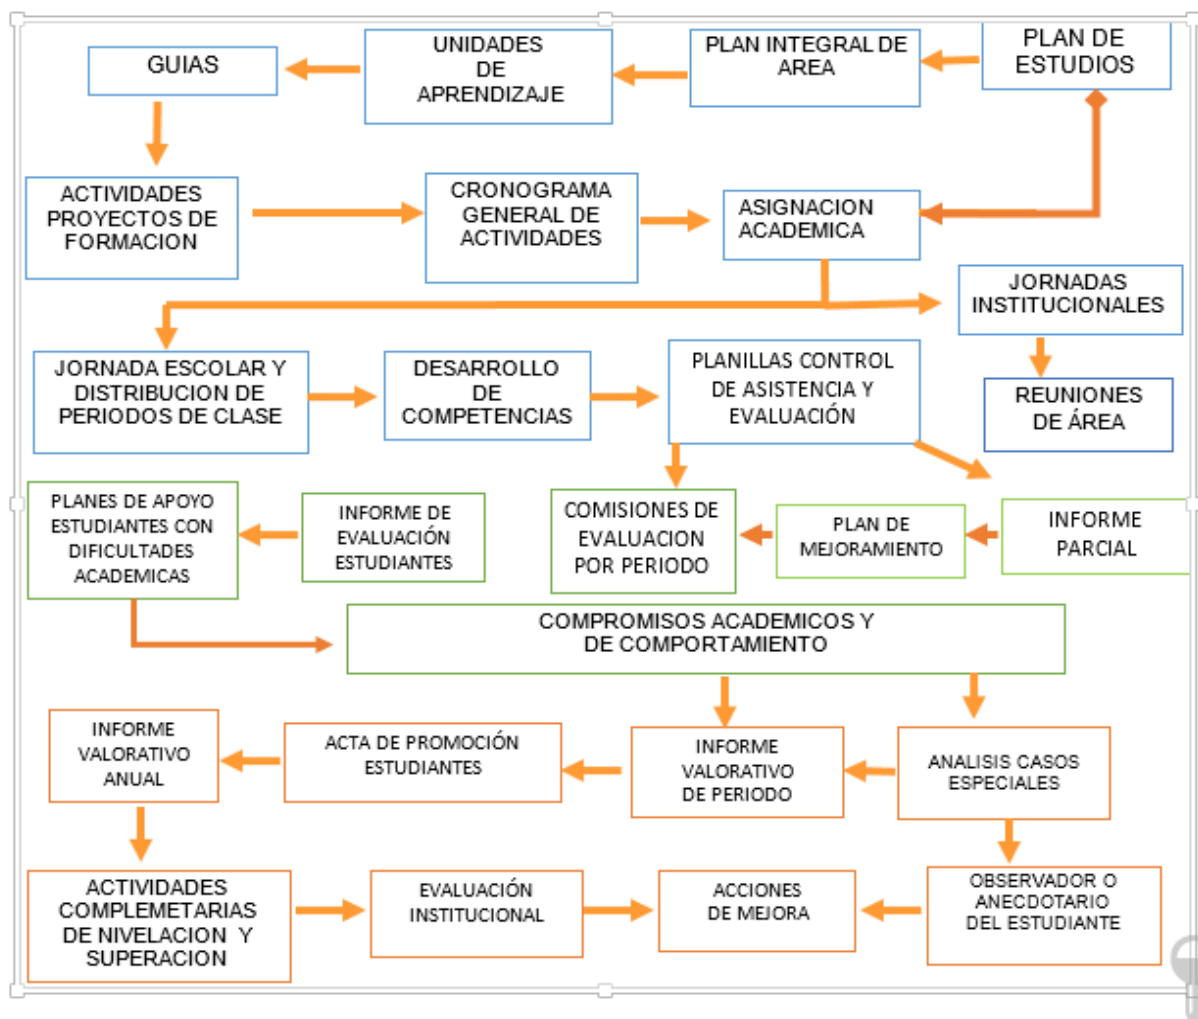 GUIAS
UNIDADES
DE
APRENDIZAJE
PLAN INTEGRAL DE
AREA
PLAN DE
ESTUDIOS
ACTIVIDADES
PROYECTOS DE
FORMACION
CRONOGRAMA
GENERAL DE
ACTIVIDADES
ASIGNACION
ACADEMICA
JORNADAS
INSTITUCIONALES
JORNADA ESCOLAR Y
DISTRIBUCION DE
PERIODOS DE CLASE
DESARROLLO
DE
COMPETENCIAS
PLANILLAS CONTROL
DE ASISTENCIA Y
EVALUACIÓN
REUNIONES
DE ÁREA
PLANES DE APOYO
ESTUDIANTES CON
DIFICULTADES
ACADEMICAS
INFORME DE
EVALUACIÓN
ESTUDIANTES
COMISIONES DE
EVALUACION
POR PERIODO
PLAN DE
MEJORAMIENTO
INFORME
PARCIAL
COMPROMISOS ACADEMICOS Y
DE COMPORTAMIENTO
INFORME
VALORATIVO
ANUAL
ACTA DE PROMOCIÓN
ESTUDIANTES
INFORME
VALORATIVO
DE PERIODO
ANALISIS CASOS
ESPECIALES
ACTIVIDADES
COMPLEMETARIAS
DE NIVELACION Y
SUPERACION
EVALUACIÓN
INSTITUCIONAL
ACCIONES
DE MEJORA
OBSERVADOR O
ANECDOTARIO
DEL ESTUDIANTE